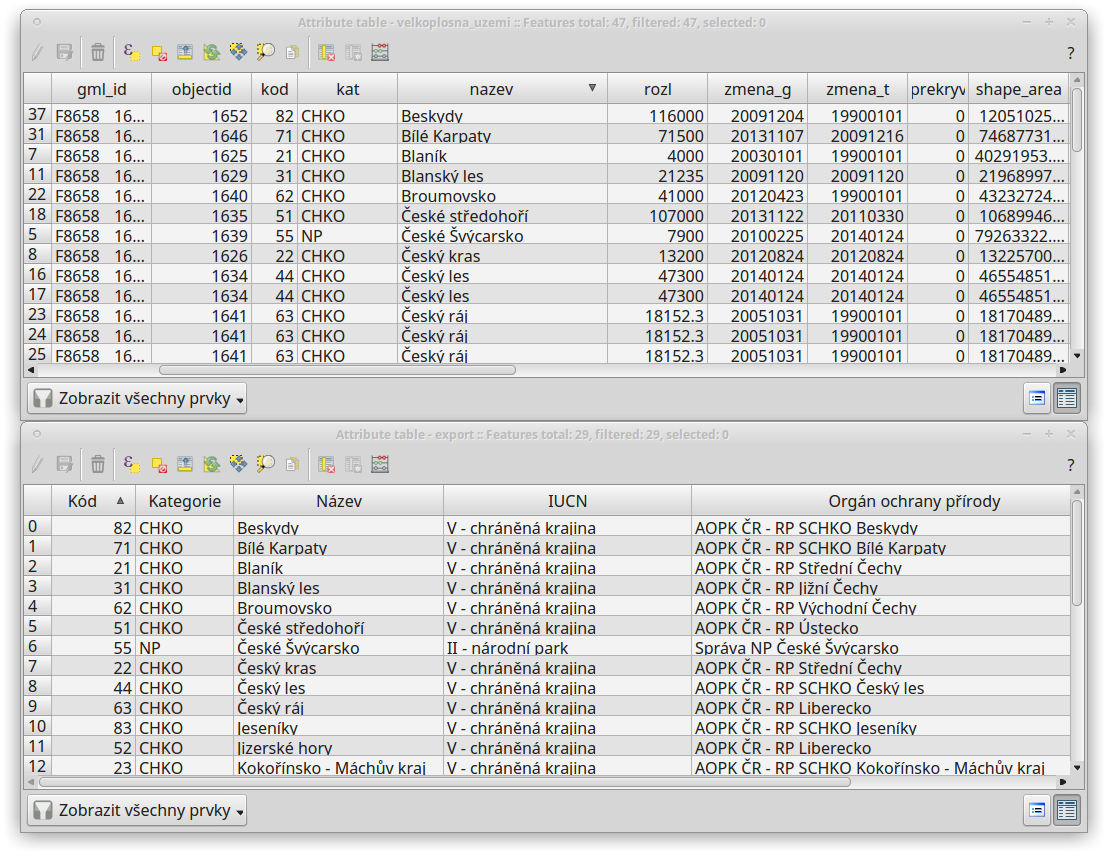 Attribute table - velkoplosna_uzemi :: Features total: 47, filtered: 47, selected: 0
?
gml_id objectid kod kat nazev rozl zmena_g zmena_t prekryv shape_area
37 F8658 16... 1652 82 CHKO Beskydy 116000 20091204 19900101 0 12051025...
31 F8658 16... 1646 71 CHKO Bílé Karpaty 71500 20131107 20091216 0 74687731...
7 F8658 16... 1625 21 CHKO Blaník 4000 20030101 19900101 0 40291953....
11 F8658 16... 1629 31 CHKO Blanský les 21235 20091120 20091120 0 21968997...
22 F8658 16... 1640 62 CHKO Broumovsko 41000 20120423 19900101 0 43232724...
18 F8658 16... 1635 51 CHKO České středohoří 107000 20131122 20110330 0 10689946...
5 F8658 16... 1639 55 NP České Švýcarsko 7900 20100225 20140124 0 79263322....
8 F8658 16... 1626 22 CHKO Český kras 13200 20120824 20120824 0 13225700...
16 F8658 16... 1634 44 CHKO Český les 47300 20140124 20140124 0 46554851...
17 F8658 16... 1634 44 CHKO Český les 47300 20140124 20140124 0 46554851...
23 F8658 16... 1641 63 CHKO Český ráj 18152.3 20051031 19900101 0 18170489...
24 F8658 16... 1641 63 CHKO Český ráj 18152.3 20051031 19900101 0 18170489...
25 F8658 16... 1641 63 CHKO Český ráj 18152.3 20051031 19900101 0 18170489...
Zobrazit všechny prvky
Attribute table - export :: Features total: 29, filtered: 29, selected: 0
?
Kód Kategorie Název IUCN Orgán ochrany přírody
0 82 CHKO Beskydy V - chráněná krajina AOPK ČR - RP SCHKO Beskydy
1 71 CHKO Bílé Karpaty V - chráněná krajina AOPK ČR - RP SCHKO Bílé Karpaty
2 21 CHKO Blaník V - chráněná krajina AOPK ČR - RP Střední Čechy
3 31 CHKO Blanský les V - chráněná krajina AOPK ČR - RP Jižní Čechy
4 62 CHKO Broumovsko V - chráněná krajina AOPK ČR - RP Východní Čechy
5 51 CHKO České středohoří V - chráněná krajina AOPK ČR - RP Ústecko
6 55 NP České Švýcarsko II - národní park Správa NP České Švýcarsko
7 22 CHKO Český kras V - chráněná krajina AOPK ČR - RP Střední Čechy
8 44 CHKO Český les V - chráněná krajina AOPK ČR - RP SCHKO Český les
9 63 CHKO Český ráj V - chráněná krajina AOPK ČR - RP Liberecko
10 83 CHKO Jeseníky V - chráněná krajina AOPK ČR - RP SCHKO Jeseníky
11 52 CHKO Jizerské hory V - chráněná krajina AOPK ČR - RP Liberecko
12 23 CHKO Kokořínsko - Máchův kraj V - chráněná krajina AOPK ČR - RP SCHKO Kokořínsko - Máchův kraj
Zobrazit všechny prvky